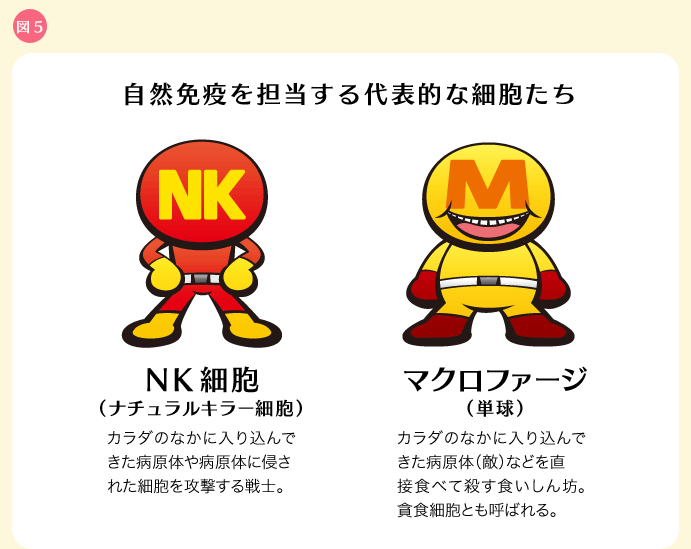 図5
自然免疫を担当する代表的な細胞たち
NK
M
NK細胞
（ナチュラルキラー細胞）
カラダのなかに入り込んで
きた病原体や病原体に侵さ
れた細胞を攻撃する戦士。
マクロファージ
（単球）
カラダのなかに入り込んで
きた病原体（敵）などを直
接食べて殺す食いしん坊。
貪食細胞とも呼ばれる。